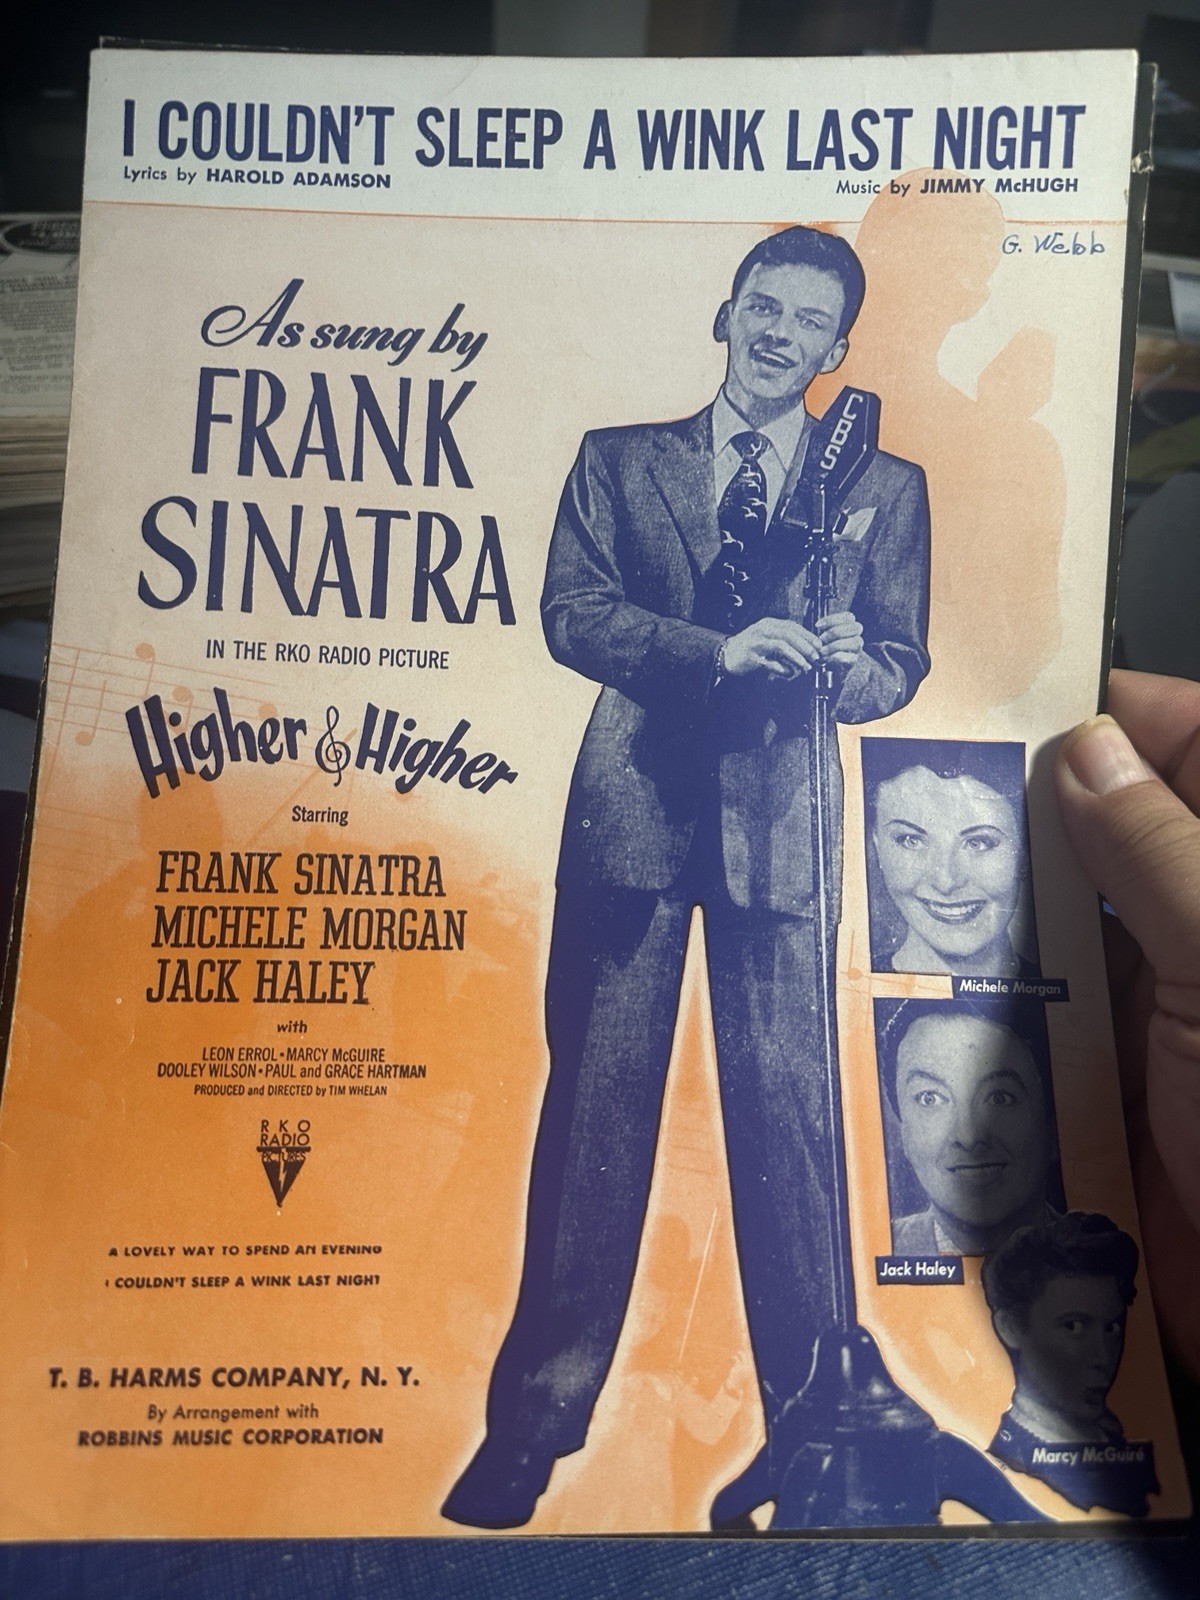 I COULDN'T SLEEP A WINK LAST NIGHT
Lyrics by HAROLD ADAMSON
Music by JIMMY McHUGH
G. Webb
As sung by
FRANK
SINATRA
CBS
IN THE RKO RADIO PICTURE
Higher & Higher
Starring
FRANK SINATRA
MICHELE MORGAN
JACK HALEY
with
LEON ERROL • MARCY McGUIRE
DOOLEY WILSON • PAUL and GRACE HARTMAN
PRODUCED and DIRECTED by TIM WHELAN
RKO
RADIO
PICTURES
Michele Morgan
Jack Haley
Marcy McGuire
A LOVELY WAY TO SPEND AN EVENING
I COULDN'T SLEEP A WINK LAST NIGHT
T. B. HARMS COMPANY, N. Y.
By Arrangement with
ROBBINS MUSIC CORPORATION